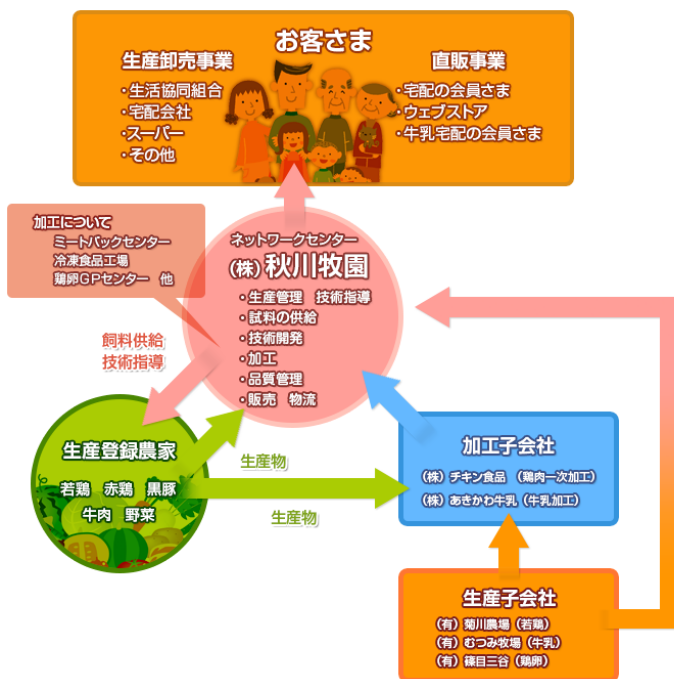 お客さま
生産卸売事業
・生活協同組合
・宅配会社
・スーパー
・その他
直販事業
・宅配の会員さま
・ウェブストア
・牛乳宅配の会員さま
加工について
ミートパックセンター
冷凍食品工場
鶏卵GPセンター 他
ネットワークセンター
(株) 秋川牧園
・生産管理 技術指導
・試料の供給
・技術開発
・加工
・品質管理
・販売 物流
飼料供給
技術指導
生産登録農家
若鶏 赤鶏 黒豚
牛肉 野菜
生産物
生産物
加工子会社
(株) チキン食品 (鶏肉一次加工)
(株) あきかわ牛乳 (牛乳加工)
生産子会社
(有) 菊川農場 (若鶏)
(有) むつみ牧場 (牛乳)
(有) 篠目三谷 (鶏卵)